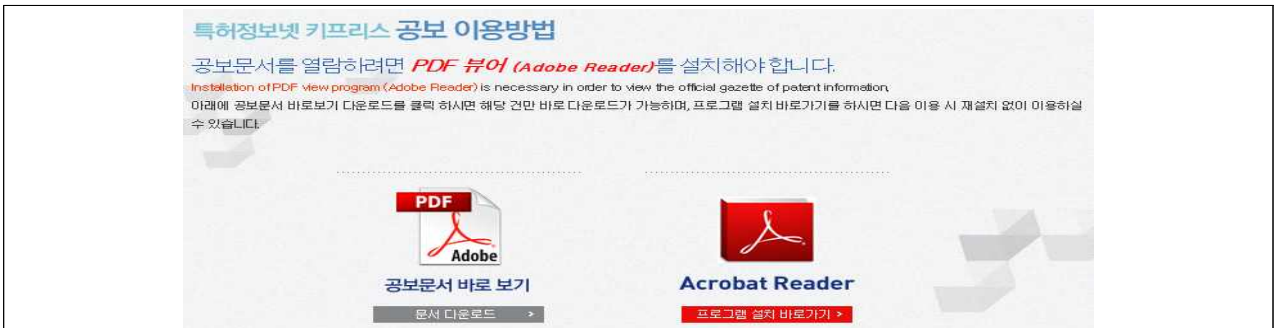 특허정보넷 키프리스 공보 이용방법
공보문서를 열람하려면 PDF 뷰어 (Adobe Reader)를 설치해야 합니다.
Installation of PDF view program (Adobe Reader) is necessary in order to view the official gazette of patent information,
아래에 공보문서 바로보기 다운로드를 클릭 하시면 해당 건만 바로 다운로드가 가능하며, 프로그램 설치 바로가기를 하시면 다음 이용 시 재설치 없이 이용하실
수 있습니다.
PDF
Adobe
공보문서 바로 보기
문서 다운로드 >
Acrobat Reader
프로그램 설치 바로가기 >